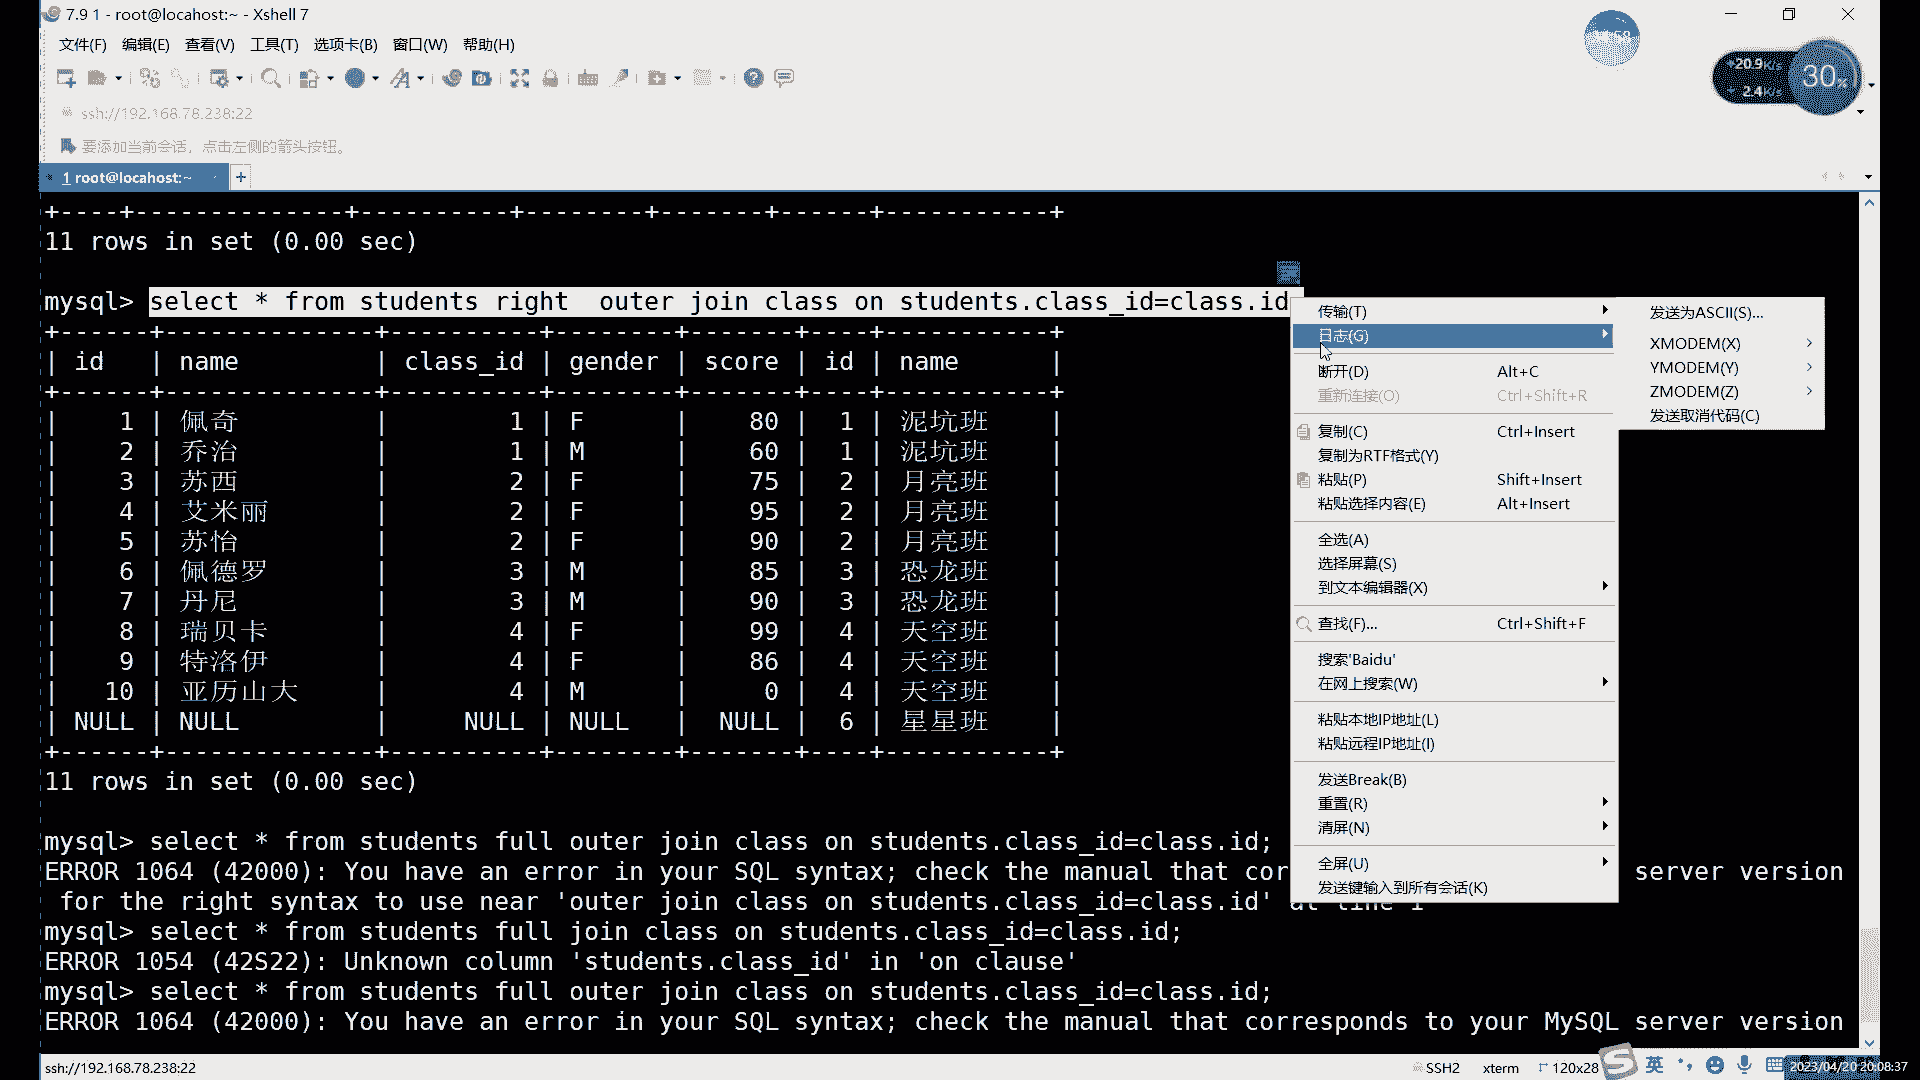 7.9 1 - root@locahost:~ - Xshell 7
文件(F) 编辑(E) 查看(V) 工具(T) 选项卡(B) 窗口(W) 帮助(H)
20.9K/s
2.4K/s
30%
ssh://192.168.78.238:22
要添加当前会话，点击左侧的箭头按钮。
1 root@locahost:~
+----+--------------+----------+--------+-------+------+-----------+
11 rows in set (0.00 sec)
mysql> select * from students right  outer join class on students.class_id=class.id
+------+---------------+----------+--------+-------+----+-----------+
| id   | name          | class_id | gender | score | id | name      |
+------+---------------+----------+--------+-------+----+-----------+
|    1 | 佩奇          |        1 | F      |    80 |  1 | 泥坑班    |
|    2 | 乔治          |        1 | M      |    60 |  1 | 泥坑班    |
|    3 | 苏西          |        2 | F      |    75 |  2 | 月亮班    |
|    4 | 艾米丽        |        2 | F      |    95 |  2 | 月亮班    |
|    5 | 苏怡          |        2 | F      |    90 |  2 | 月亮班    |
|    6 | 佩德罗        |        3 | M      |    85 |  3 | 恐龙班    |
|    7 | 丹尼          |        3 | M      |    90 |  3 | 恐龙班    |
|    8 | 瑞贝卡        |        4 | F      |    99 |  4 | 天空班    |
|    9 | 特洛伊        |        4 | F      |    86 |  4 | 天空班    |
|   10 | 亚历山大      |        4 | M      |     0 |  4 | 天空班    |
| NULL | NULL          |     NULL | NULL   |  NULL |  6 | 星星班    |
+------+---------------+----------+--------+-------+----+-----------+
11 rows in set (0.00 sec)
mysql> select * from students full outer join class on students.class_id=class.id;
ERROR 1064 (42000): You have an error in your SQL syntax; check the manual that cor server version
for the right syntax to use near 'outer join class on students.class_id=class.id' at line 1
mysql> select * from students full join class on students.class_id=class.id;
ERROR 1054 (42S22): Unknown column 'students.class_id' in 'on clause'
mysql> select * from students full outer join class on students.class_id=class.id;
ERROR 1064 (42000): You have an error in your SQL syntax; check the manual that corresponds to your MySQL server version
传输(T)
日志(G)
断开(D) Alt+C
重新连接(O) Ctrl+Shift+R
复制(C) Ctrl+Insert
复制为RTF格式(Y)
粘贴(P) Shift+Insert
粘贴选择内容(E) Alt+Insert
全选(A)
选择屏幕(S)
到文本编辑器(X)
查找(F)... Ctrl+Shift+F
搜索'Baidu'
在网上搜索(W)
粘贴本地IP地址(L)
粘贴远程IP地址(I)
发送Break(B)
重置(R)
清屏(N)
全屏(U)
发送键输入到所有会话(K)
发送为ASCII(S)...
XMODEM(X)
YMODEM(Y)
ZMODEM(Z)
发送取消代码(C)
ssh://192.168.78.238:22 SSH2 xterm 120x28 英 2023/04/20 20:08:37